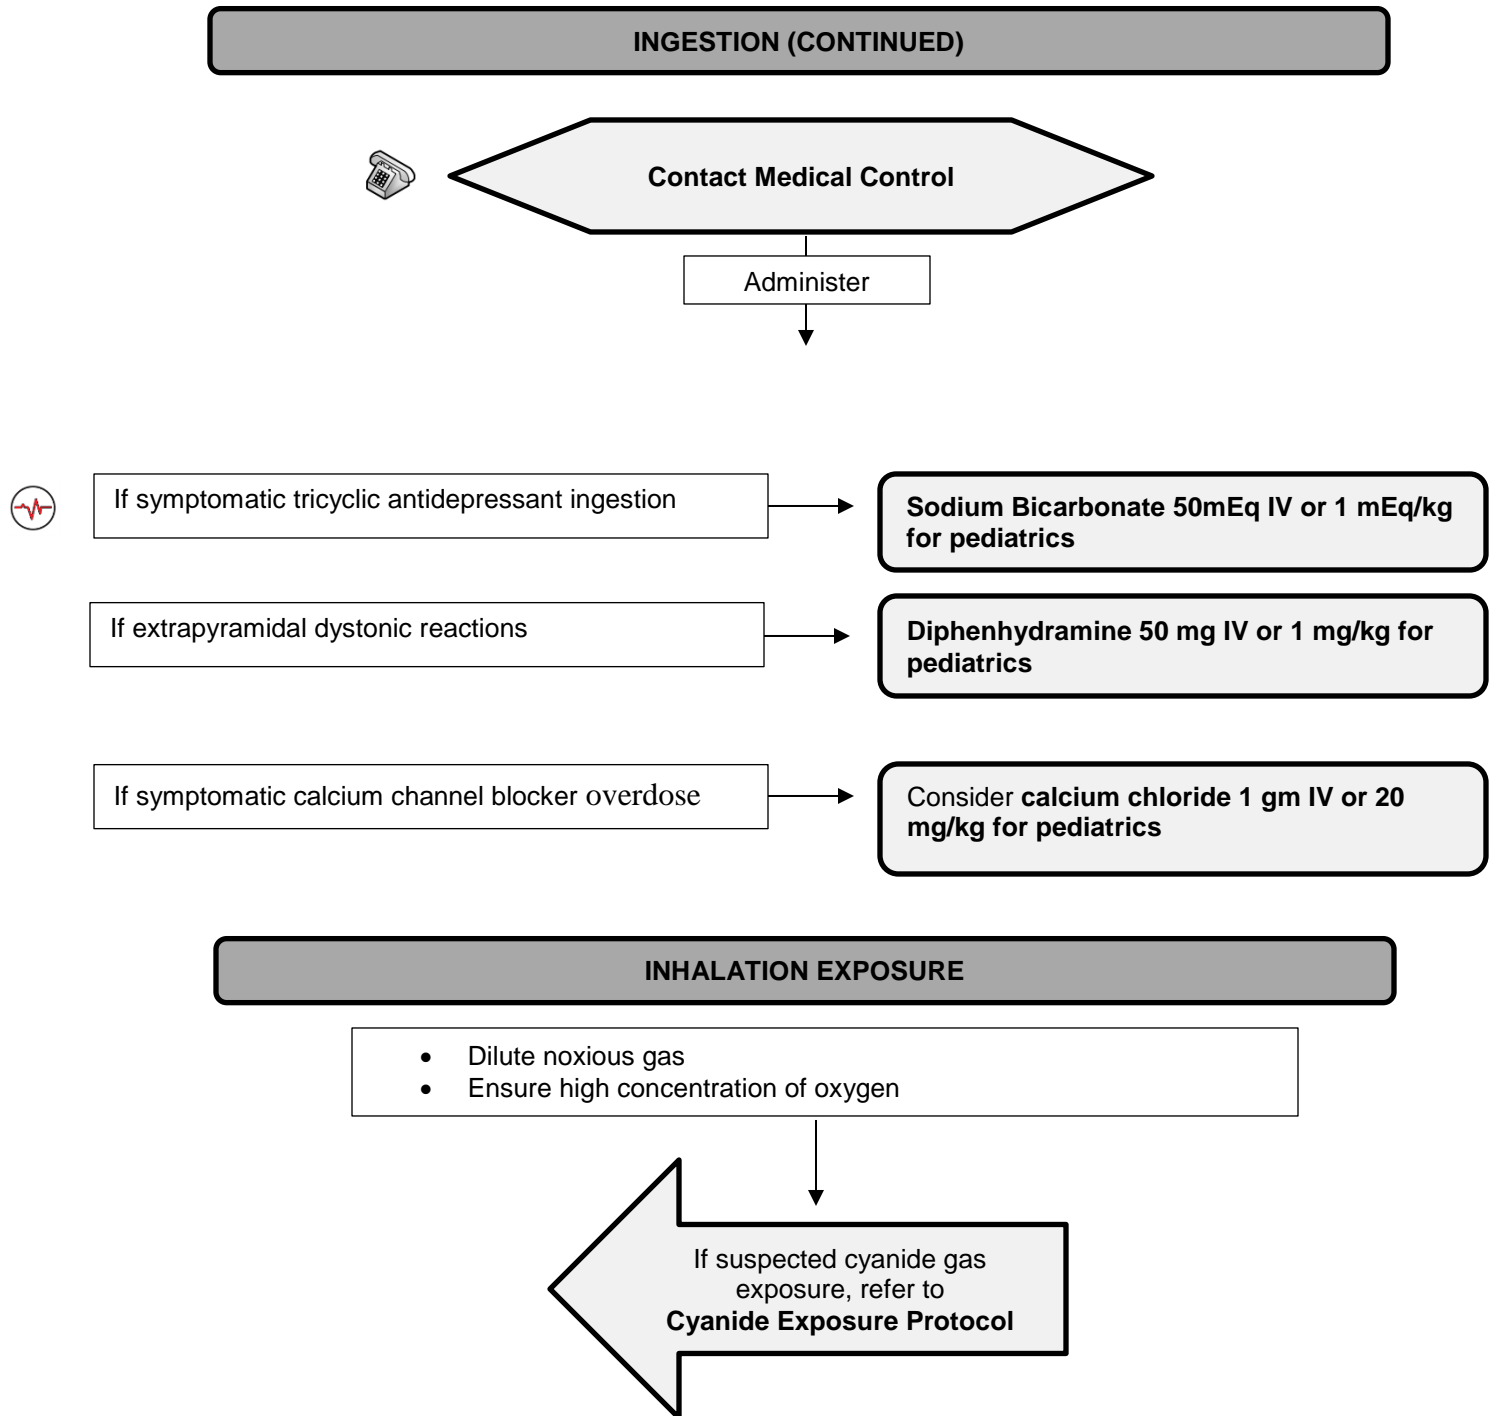 INGESTION (CONTINUED)
Contact Medical Control
Administer
If symptomatic tricyclic antidepressant ingestion
Sodium Bicarbonate 50mEq IV or 1 mEq/kg
for pediatrics
If extrapyramidal dystonic reactions
Diphenhydramine 50 mg IV or 1 mg/kg for
pediatrics
If symptomatic calcium channel blocker overdose
Consider calcium chloride 1 gm IV or 20
mg/kg for pediatrics
INHALATION EXPOSURE
• Dilute noxious gas
• Ensure high concentration of oxygen
If suspected cyanide gas
exposure, refer to
Cyanide Exposure Protocol